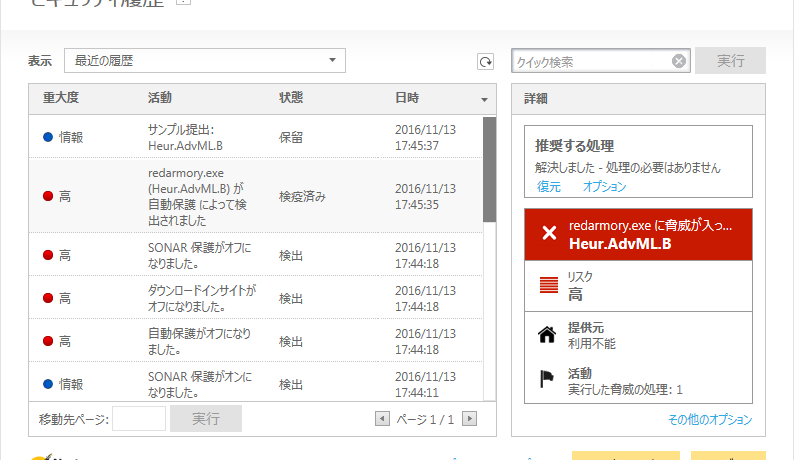 セキュリティ履歴
表示 最近の履歴 クイック検索 実行
重大度 活動 状態 日時
情報 サンプル提出: Heur.AdvML.B 保留 2016/11/13 17:45:37
高 redarmory.exe
(Heur.AdvML.B) が
自動保護 によって検
出されました 検疫済み 2016/11/13
17:45:35
高 SONAR 保護がオフに
なりました。 検出 2016/11/13
17:44:18
高 ダウンロードインサイトが
オフになりました。 検出 2016/11/13
17:44:18
高 自動保護がオフになり
ました。 検出 2016/11/13
17:44:18
情報 SONAR 保護がオンに
なりました。 検出 2016/11/13
17:44:11
移動先ページ: 実行 ページ 1 / 1
詳細
推奨する処理
解決しました - 処理の必要はありません
復元 オプション
redarmory.exe に脅威が入っ...
Heur.AdvML.B
リスク
高
提供元
利用不能
活動
実行した脅威の処理: 1
その他のオプション